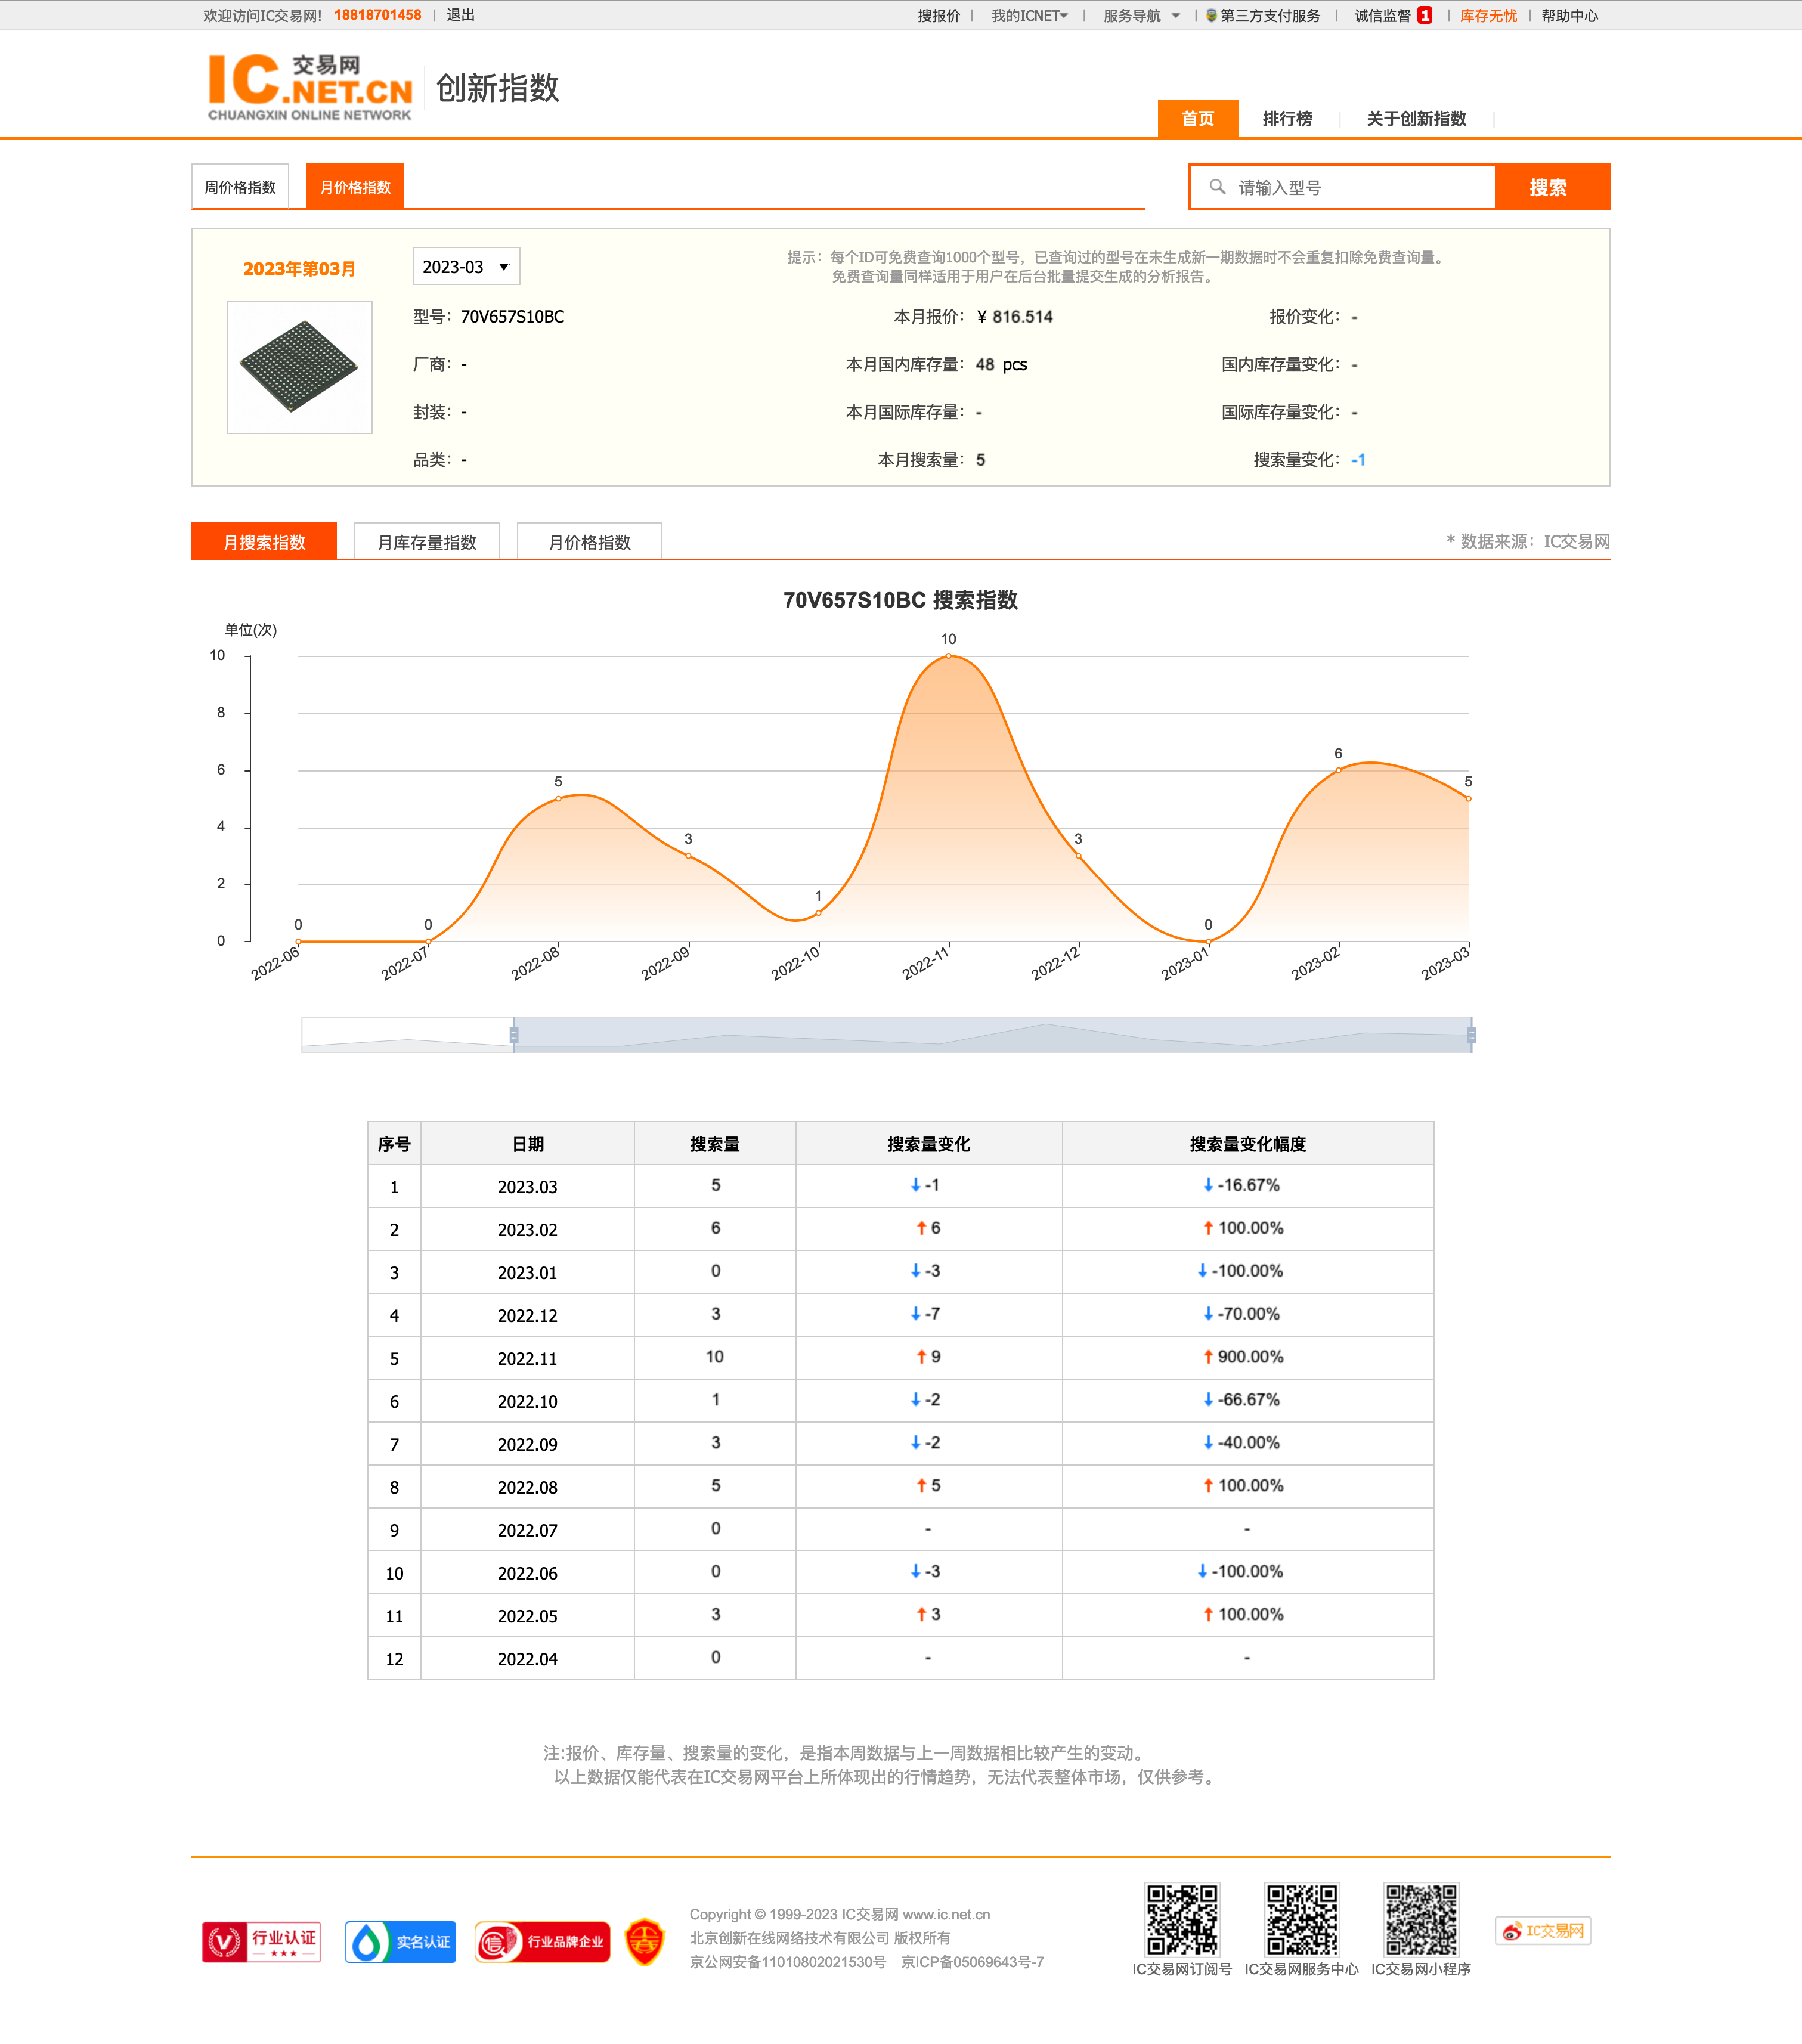 欢迎访问IC交易网! 18818701458 | 退出 搜报价 | 我的ICNET | 服务导航 | 第三方支付服务 | 诚信监督 1 | 库存无忧 | 帮助中心
IC 交易网 .NET.CN
CHUANGXIN ONLINE NETWORK
创新指数
首页 排行榜 关于创新指数
周价格指数 月价格指数 请输入型号 搜索
2023年第03月 2023-03
提示：每个ID可免费查询1000个型号，已查询过的型号在未生成新一期数据时不会重复扣除免费查询量。
免费查询量同样适用于用户在后台批量提交生成的分析报告。
型号：70V657S10BC 本月报价：¥ 816.514 报价变化：-
厂商：- 本月国内库存量：48 pcs 国内库存量变化：-
封装：- 本月国际库存量：- 国际库存量变化：-
品类：- 本月搜索量：5 搜索量变化：-1
月搜索指数 月库存量指数 月价格指数 * 数据来源：IC交易网
70V657S10BC 搜索指数
单位(次)
10
8
6
4
2
0
0 0 5 3 1 10 3 0 6 5
2022-06 2022-07 2022-08 2022-09 2022-10 2022-11 2022-12 2023-01 2023-02 2023-03
序号 日期 搜索量 搜索量变化 搜索量变化幅度
1 2023.03 5 ↓-1 ↓-16.67%
2 2023.02 6 ↑6 ↑100.00%
3 2023.01 0 ↓-3 ↓-100.00%
4 2022.12 3 ↓-7 ↓-70.00%
5 2022.11 10 ↑9 ↑900.00%
6 2022.10 1 ↓-2 ↓-66.67%
7 2022.09 3 ↓-2 ↓-40.00%
8 2022.08 5 ↑5 ↑100.00%
9 2022.07 0 - -
10 2022.06 0 ↓-3 ↓-100.00%
11 2022.05 3 ↑3 ↑100.00%
12 2022.04 0 - -
注:报价、库存量、搜索量的变化，是指本周数据与上一周数据相比较产生的变动。
以上数据仅能代表在IC交易网平台上所体现出的行情趋势，无法代表整体市场，仅供参考。
V 行业认证
实名认证
信 行业品牌企业
Copyright © 1999-2023 IC交易网 www.ic.net.cn
北京创新在线网络技术有限公司 版权所有
京公网安备11010802021530号 京ICP备05069643号-7
IC交易网订阅号 IC交易网服务中心 IC交易网小程序
IC交易网